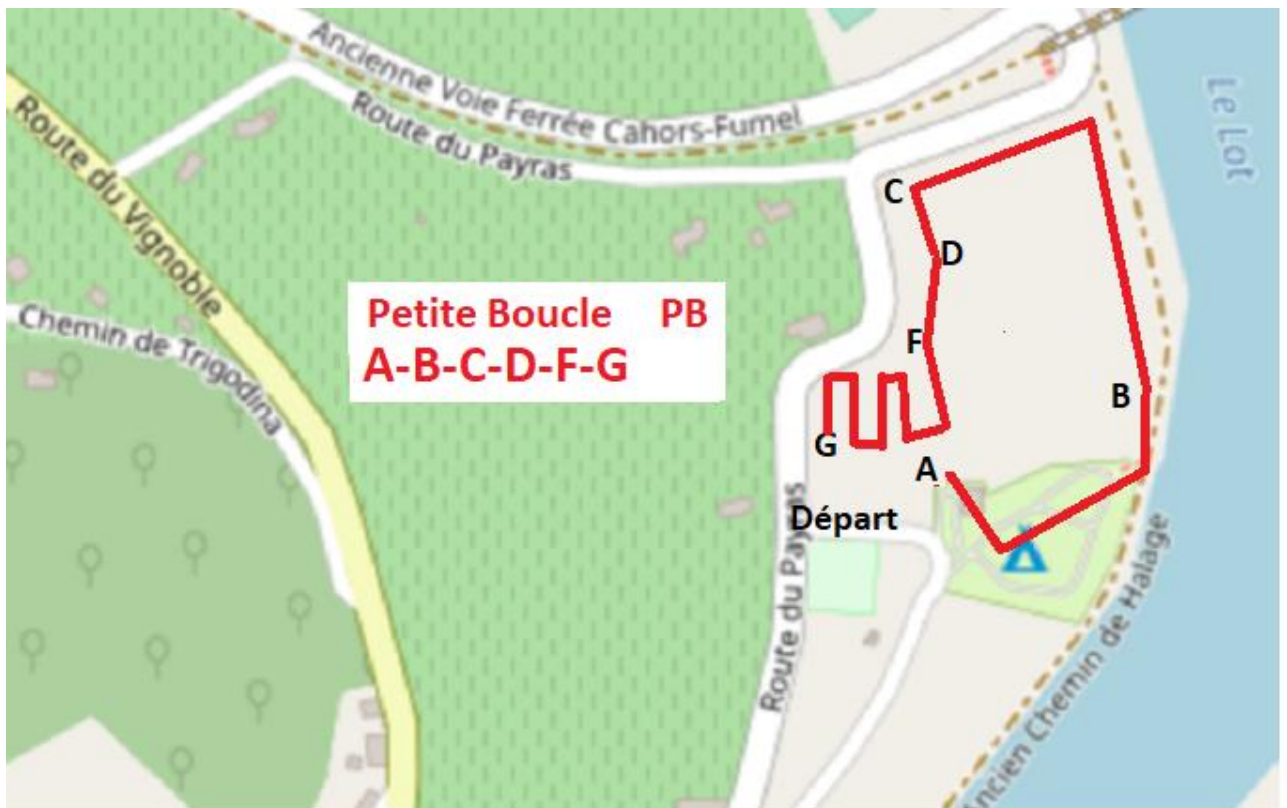 Ancienne Voie Ferrée Cahors-Fumel
Le Lot
Route du Vignoble
Route du Payras
C
D
Petite Boucle PB
A-B-C-D-F-G
Chemin de Trigodina
F
B
G
A
Départ
Route du Payras
Ancien Chemin de Halage